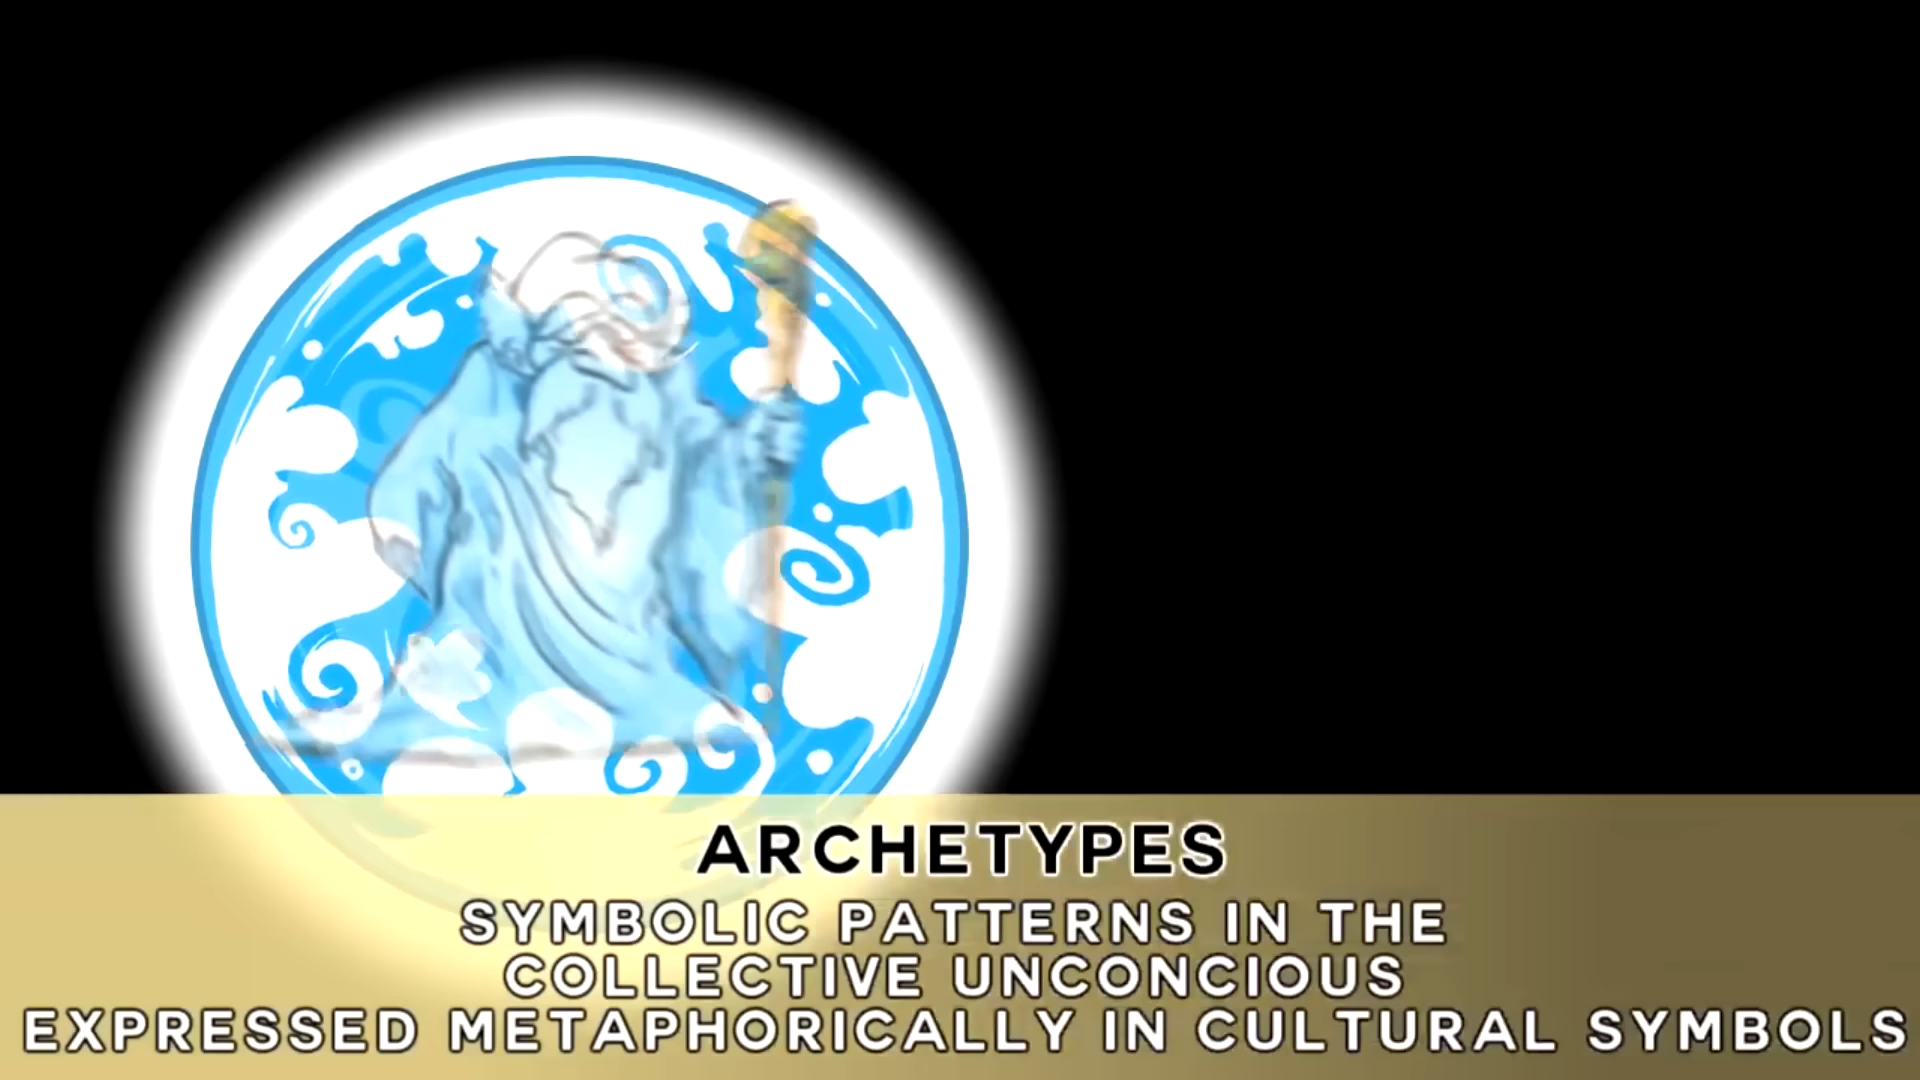 ARCHETYPES
SYMBOLIC PATTERNS IN THE
COLLECTIVE UNCONCIOUS
EXPRESSED METAPHORICALLY IN CULTURAL SYMBOLS